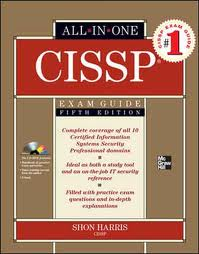 ALL·IN·ONE
CISSP®
EXAM GUIDE
FIFTH EDITION
CISSP EXAM GUIDE
#1
Complete coverage of all 10
Certified Information
Systems Security
Professional domains
Ideal as both a study tool
and an on-the-job IT security
reference
Filled with practice exam
questions and in-depth
explanations
Mc
Graw
Hill
SHON HARRIS
CISSP